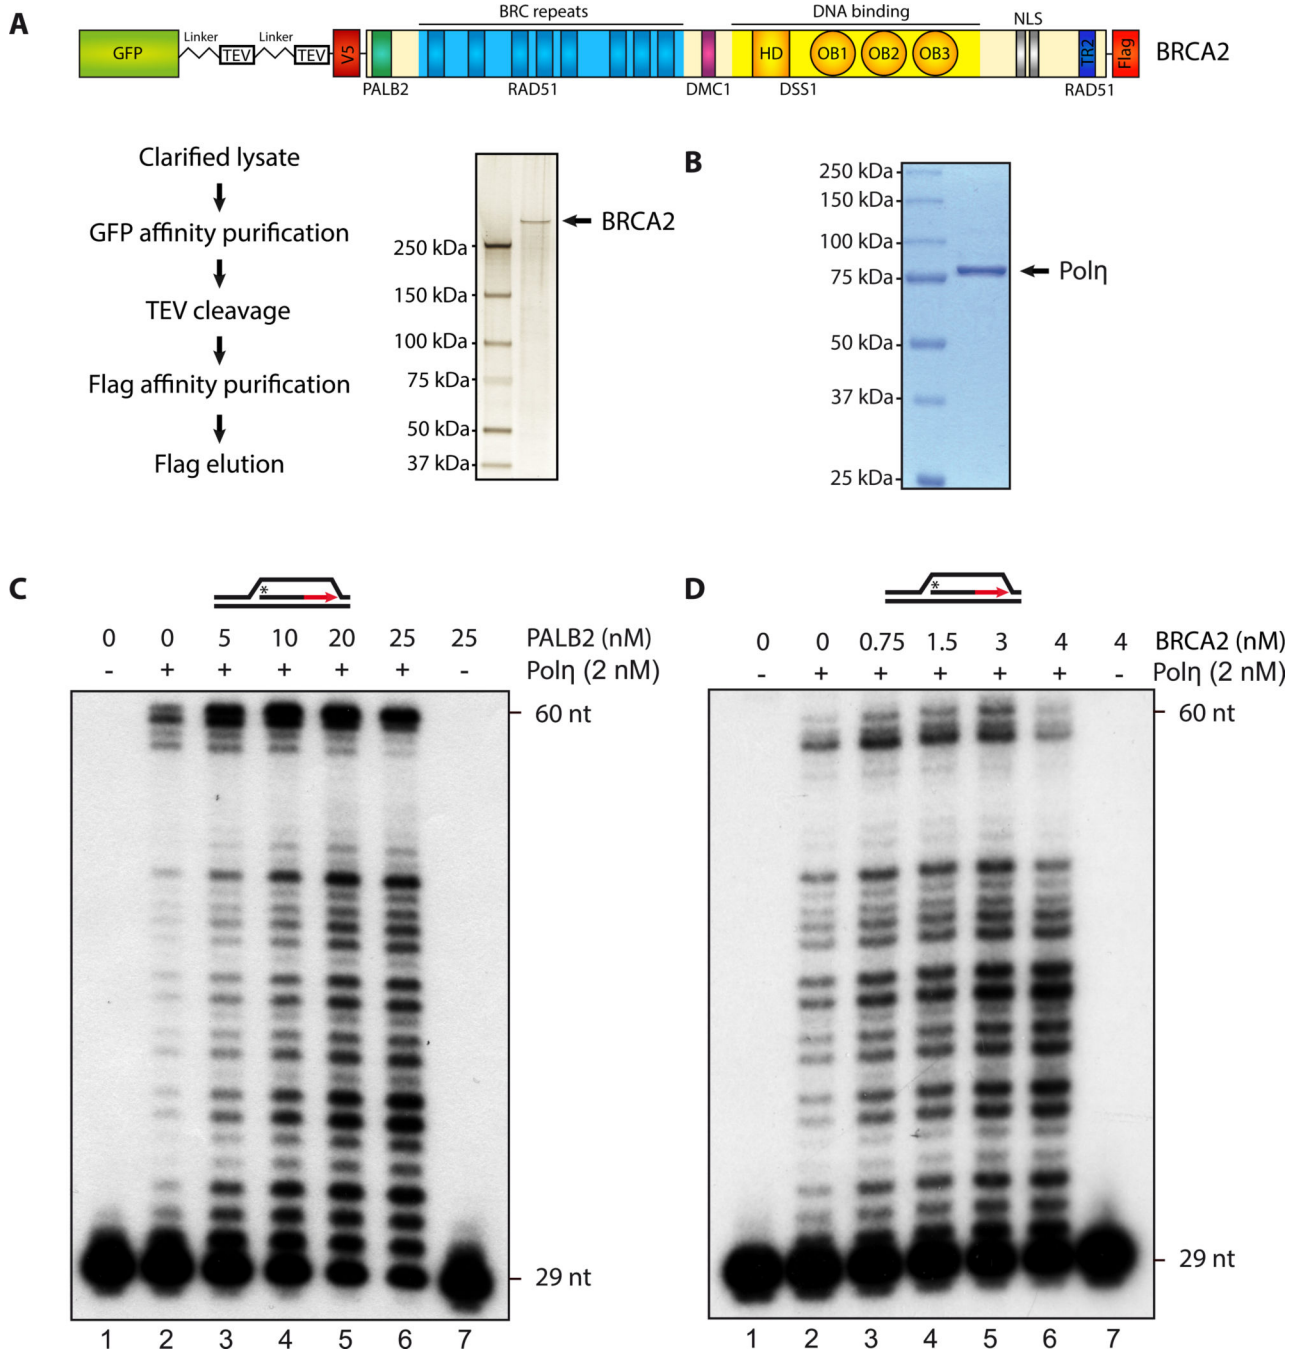 A
BRC repeats
DNA binding
NLS
GFP
Linker
TEV
Linker
TEV
V5
HD
OB1
OB2
OB3
TR2
Flag
BRCA2
PALB2
RAD51
DMC1
DSS1
RAD51
Clarified lysate
GFP affinity purification
TEV cleavage
Flag affinity purification
Flag elution
250 kDa
150 kDa
100 kDa
75 kDa
50 kDa
37 kDa
BRCA2
B
250 kDa
150 kDa
100 kDa
75 kDa
50 kDa
37 kDa
25 kDa
Polη
C
*
0 0 5 10 20 25 25 PALB2 (nM)
- + + + + + - Polη (2 nM)
60 nt
29 nt
1 2 3 4 5 6 7
D
*
0 0 0.75 1.5 3 4 4 BRCA2 (nM)
- + + + + + - Polη (2 nM)
60 nt
29 nt
1 2 3 4 5 6 7